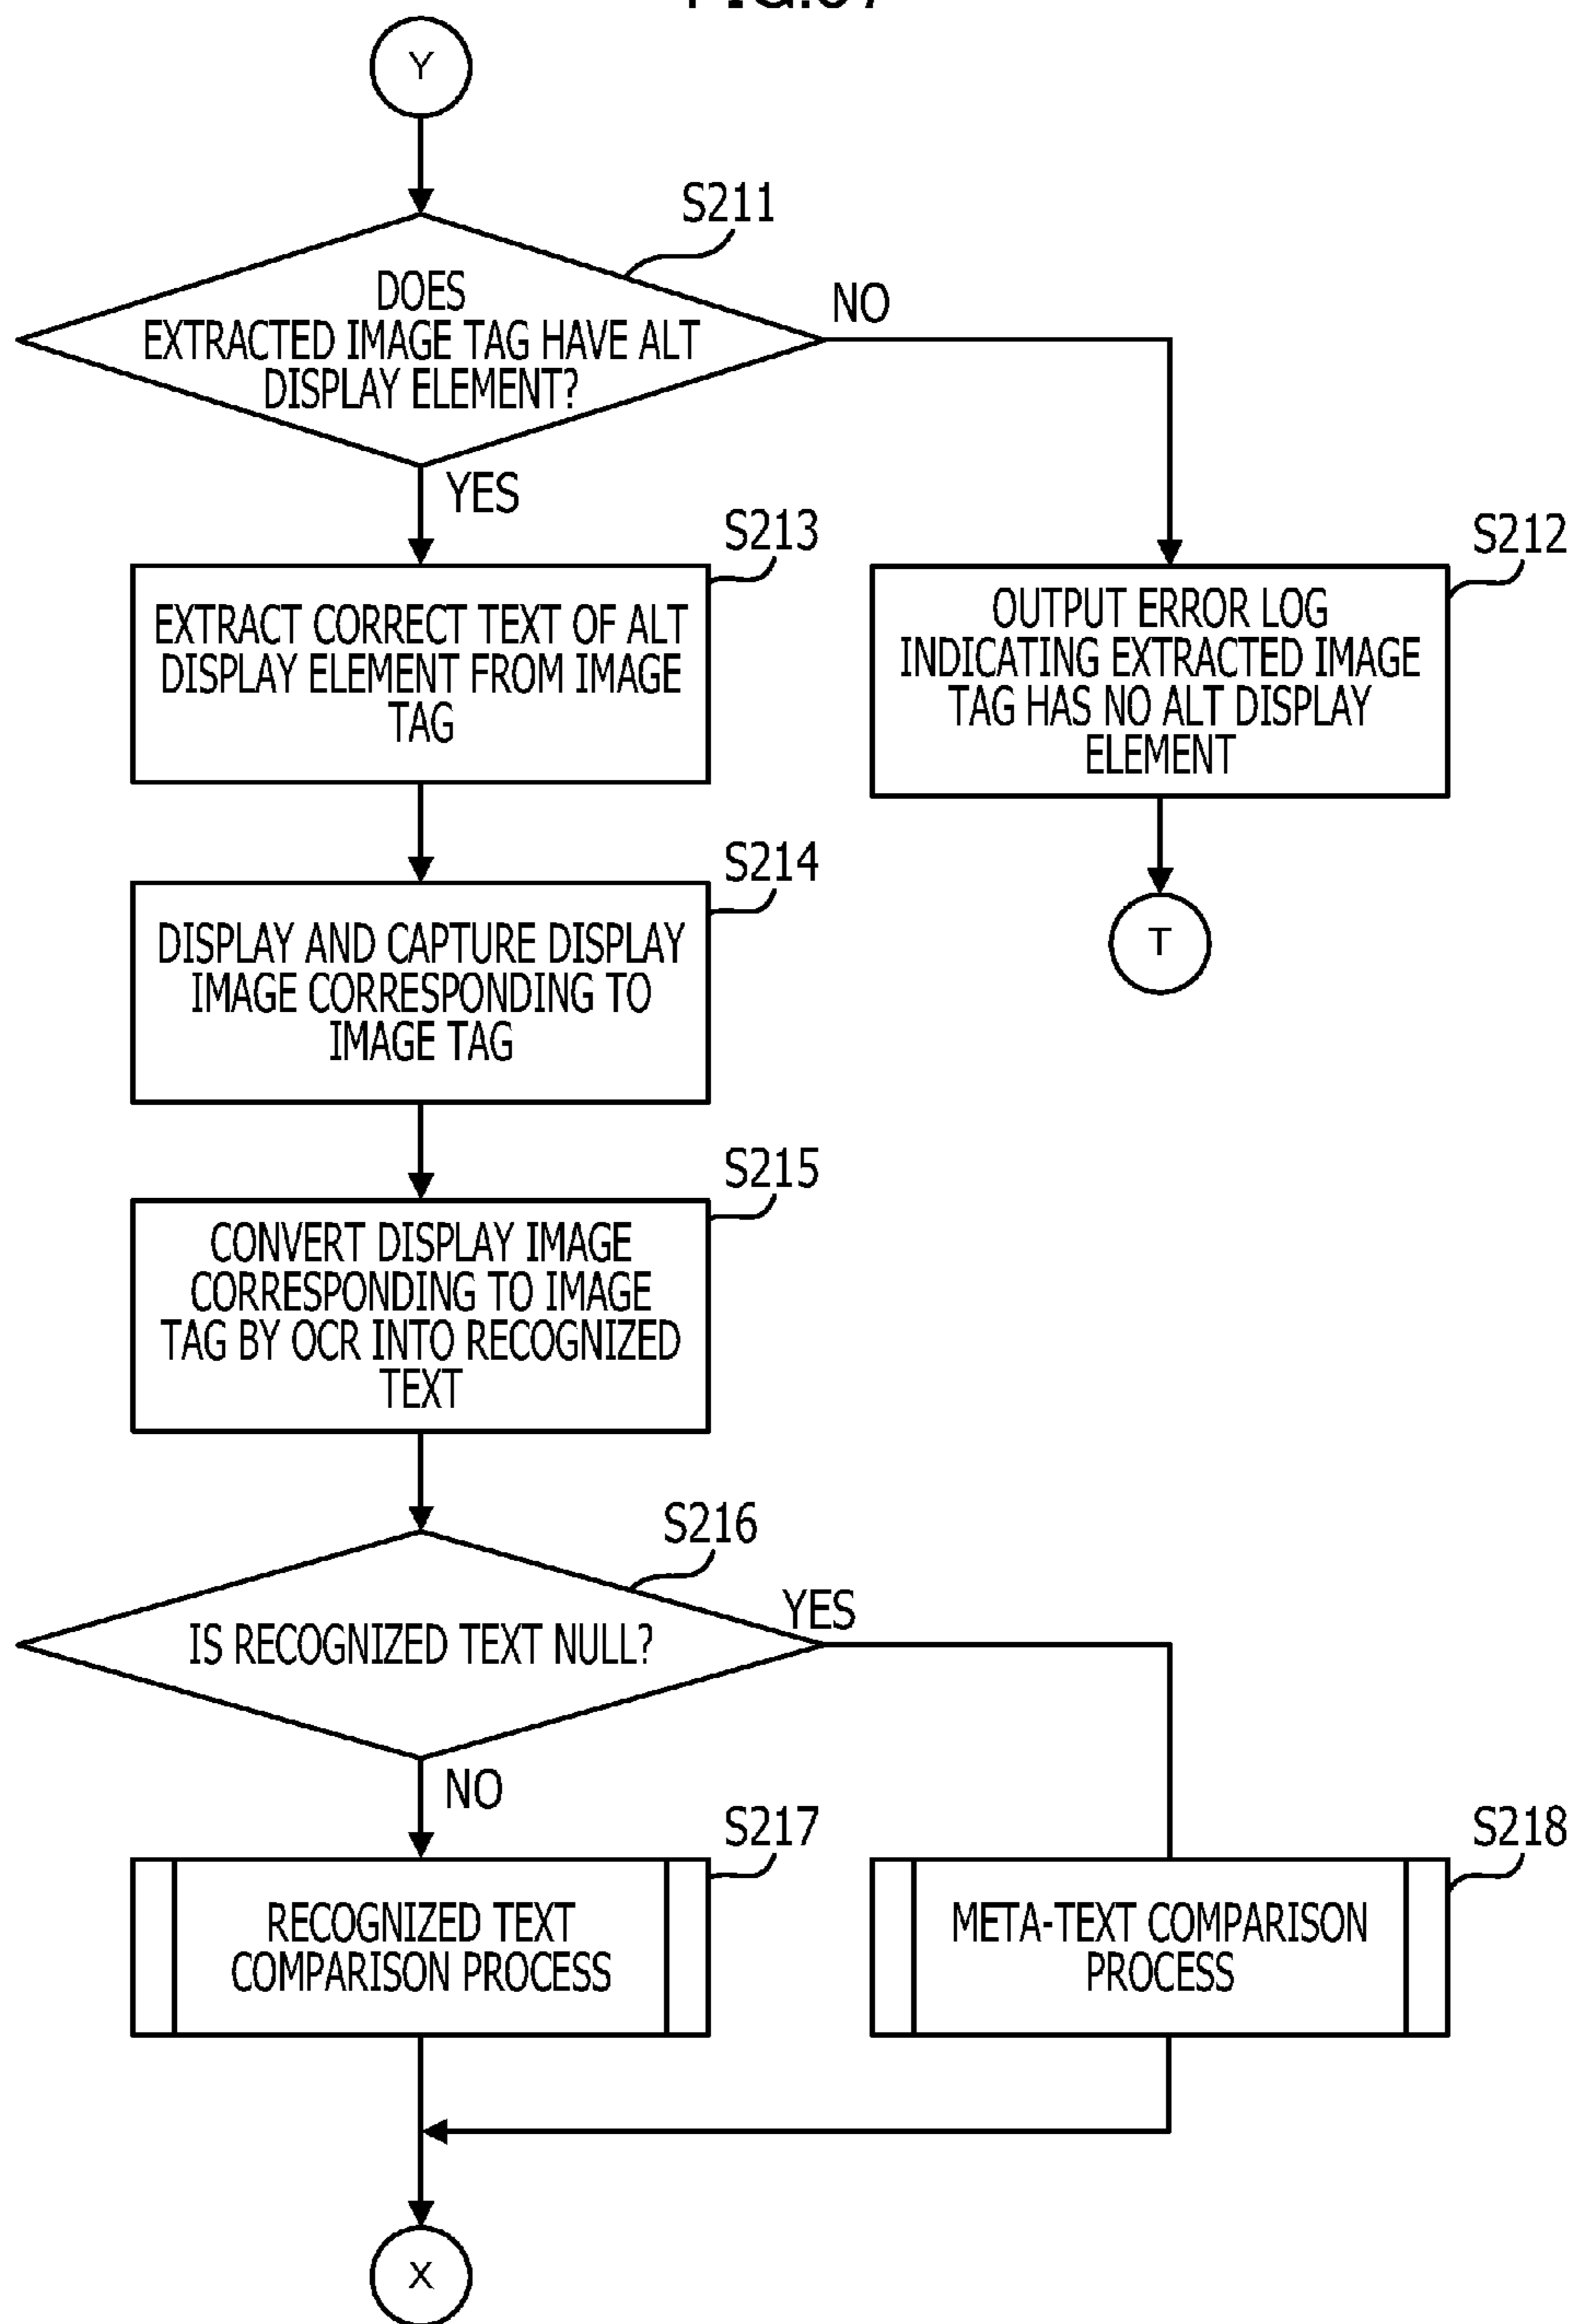 Y
S211
DOES
EXTRACTED IMAGE TAG HAVE ALT
DISPLAY ELEMENT?
NO
YES
S213
EXTRACT CORRECT TEXT OF ALT
DISPLAY ELEMENT FROM IMAGE
TAG
S212
OUTPUT ERROR LOG
INDICATING EXTRACTED IMAGE
TAG HAS NO ALT DISPLAY
ELEMENT
T
S214
DISPLAY AND CAPTURE DISPLAY
IMAGE CORRESPONDING TO
IMAGE TAG
S215
CONVERT DISPLAY IMAGE
CORRESPONDING TO IMAGE
TAG BY OCR INTO RECOGNIZED
TEXT
S216
IS RECOGNIZED TEXT NULL?
YES
NO
S217
RECOGNIZED TEXT
COMPARISON PROCESS
S218
META-TEXT COMPARISON
PROCESS
X